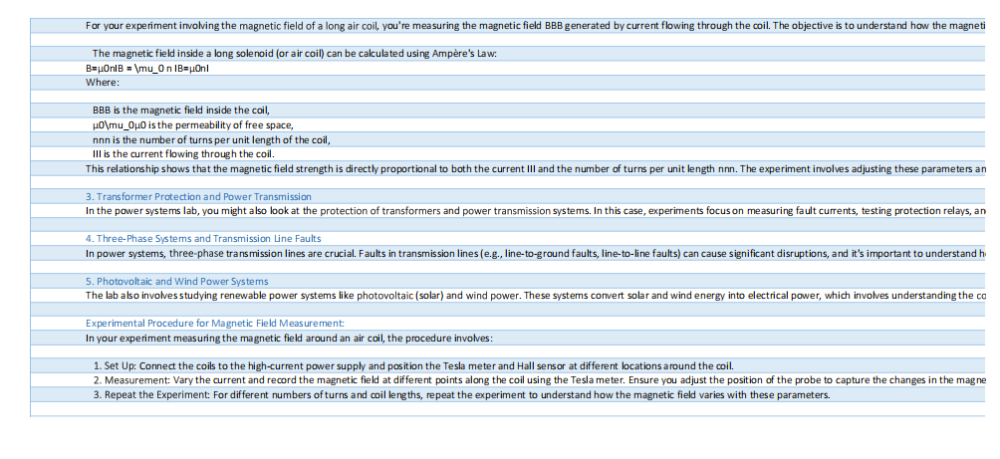 For your experiment involving the magnetic field of a long air coil, you're measuring the magnetic field BBB generated by current flowing through the coil. The objective is to understand how the magneti
The magnetic field inside a long solenoid (or air coil) can be calculated using Ampère's Law:
B=μ0nIB = \mu_0 n IB=μ0nI
Where:
BBB is the magnetic field inside the coil,
μ0\mu_0μ0 is the permeability of free space,
nnn is the number of turns per unit length of the coil,
III is the current flowing through the coil.
This relationship shows that the magnetic field strength is directly proportional to both the current III and the number of turns per unit length nnn. The experiment involves adjusting these parameters an
3. Transformer Protection and Power Transmission
In the power systems lab, you might also look at the protection of transformers and power transmission systems. In this case, experiments focus on measuring fault currents, testing protection relays, an
4. Three-Phase Systems and Transmission Line Faults
In power systems, three-phase transmission lines are crucial. Faults in transmission lines (e.g., line-to-ground faults, line-to-line faults) can cause significant disruptions, and it's important to understand h
5. Photovoltaic and Wind Power Systems
The lab also involves studying renewable power systems like photovoltaic (solar) and wind power. These systems convert solar and wind energy into electrical power, which involves understanding the co
Experimental Procedure for Magnetic Field Measurement:
In your experiment measuring the magnetic field around an air coil, the procedure involves:
1. Set Up: Connect the coils to the high-current power supply and position the Tesla meter and Hall sensor at different locations around the coil.
2. Measurement: Vary the current and record the magnetic field at different points along the coil using the Tesla meter. Ensure you adjust the position of the probe to capture the changes in the magne
3. Repeat the Experiment: For different numbers of turns and coil lengths, repeat the experiment to understand how the magnetic field varies with these parameters.